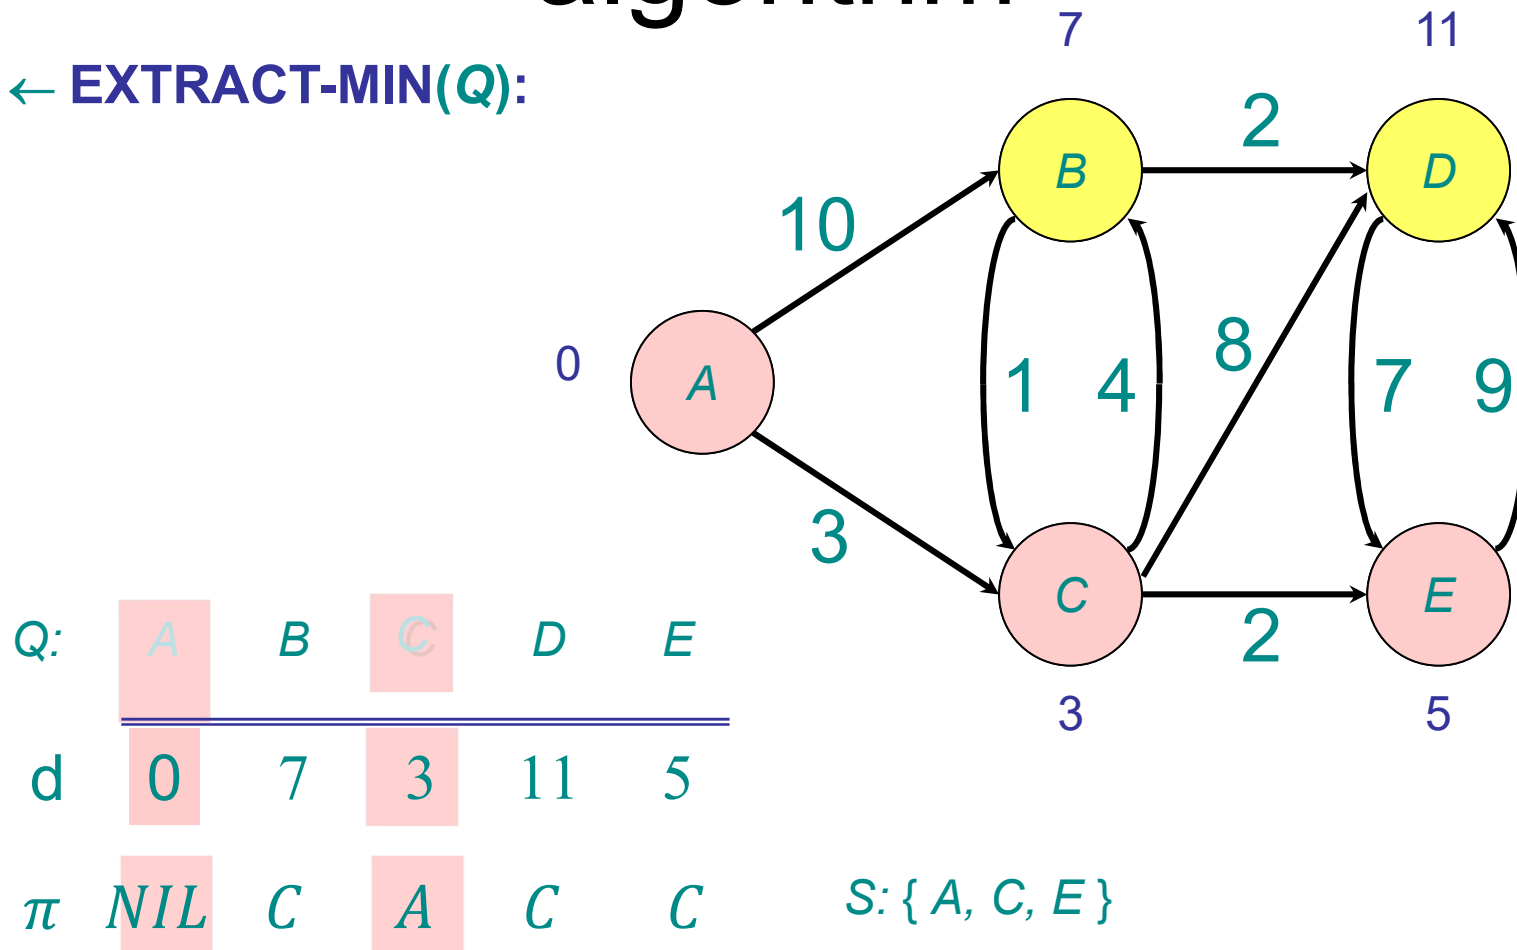 algorithm
← EXTRACT-MIN(Q):
7 11
2
B D
10
8
0 A 1 4 7 9
3
C E
2
3 5
Q: A B C D E
d 0 7 3 11 5
π NIL C A C C
S: { A, C, E }